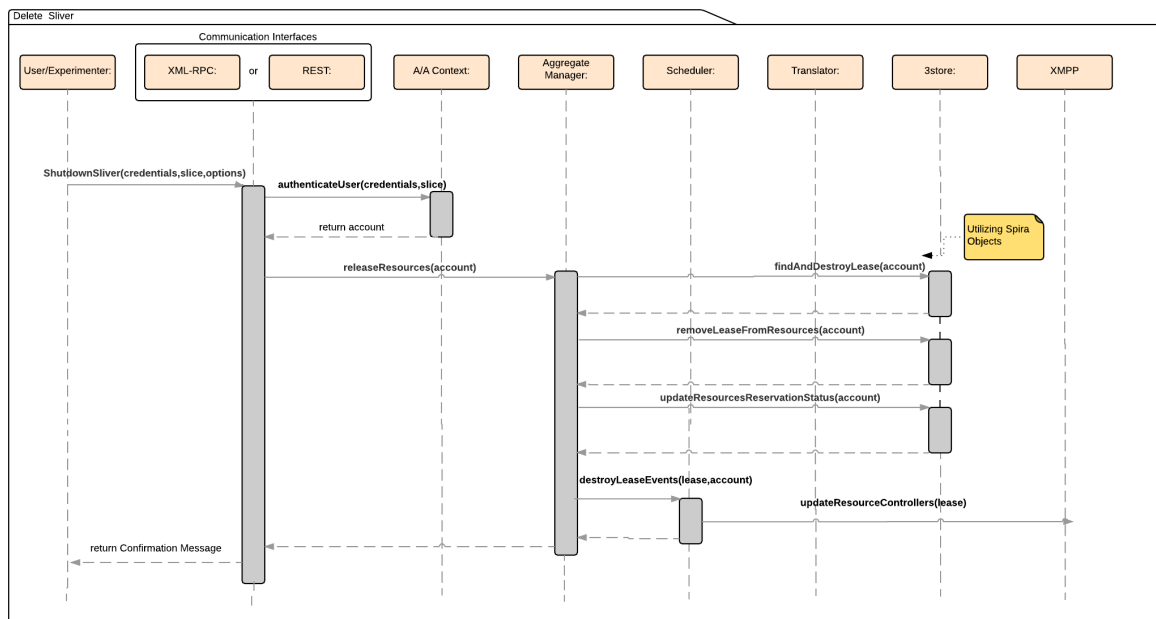 Delete Sliver
Communication Interfaces
User/Experimenter:
XML-RPC:
or
REST:
A/A Context:
Aggregate
Manager:
Scheduler:
Translator:
3store:
XMPP
ShutdownSliver(credentials,slice,options)
authenticateUser(credentials,slice)
return account
Utilizing Spira
Objects
releaseResources(account)
findAndDestroyLease(account)
removeLeaseFromResources(account)
updateResourcesReservationStatus(account)
destroyLeaseEvents(lease,account)
updateResourceControllers(lease)
return Confirmation Message